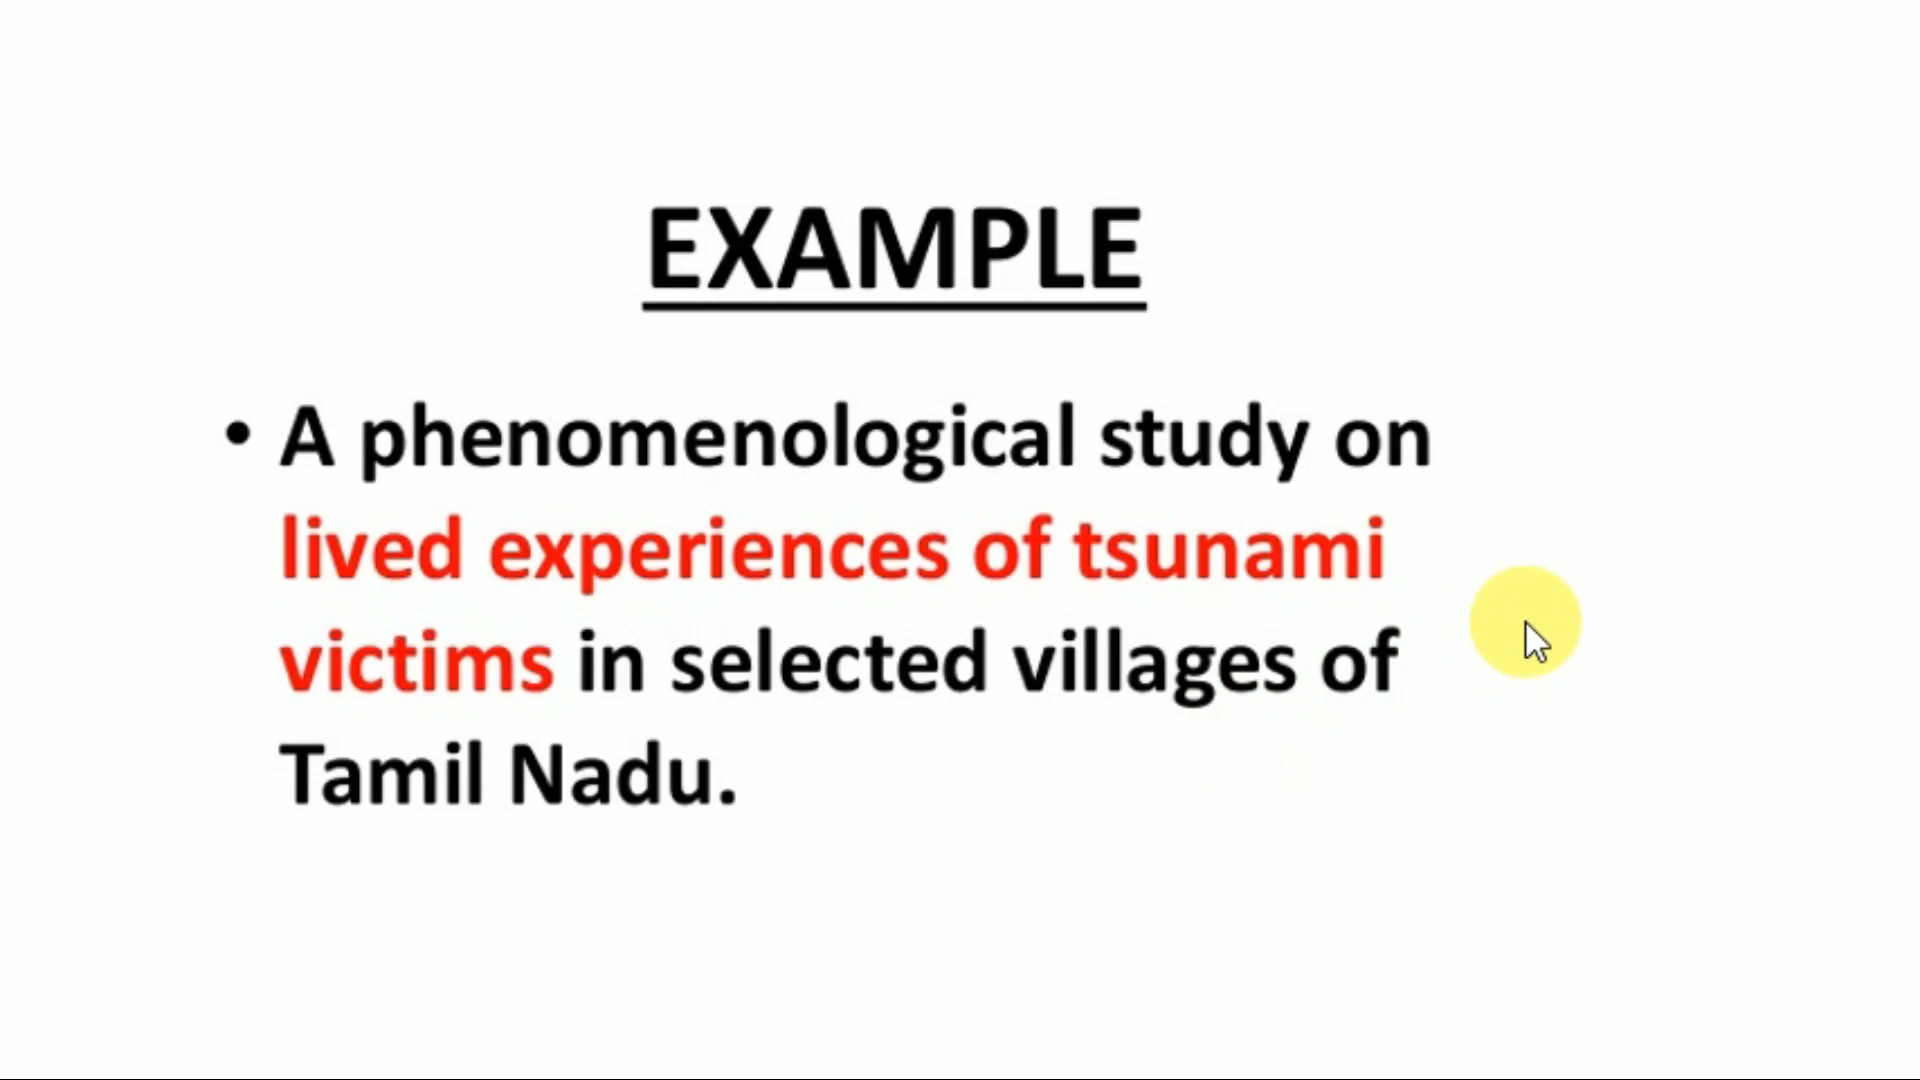 EXAMPLE
• A phenomenological study on
lived experiences of tsunami
victims in selected villages of
Tamil Nadu.